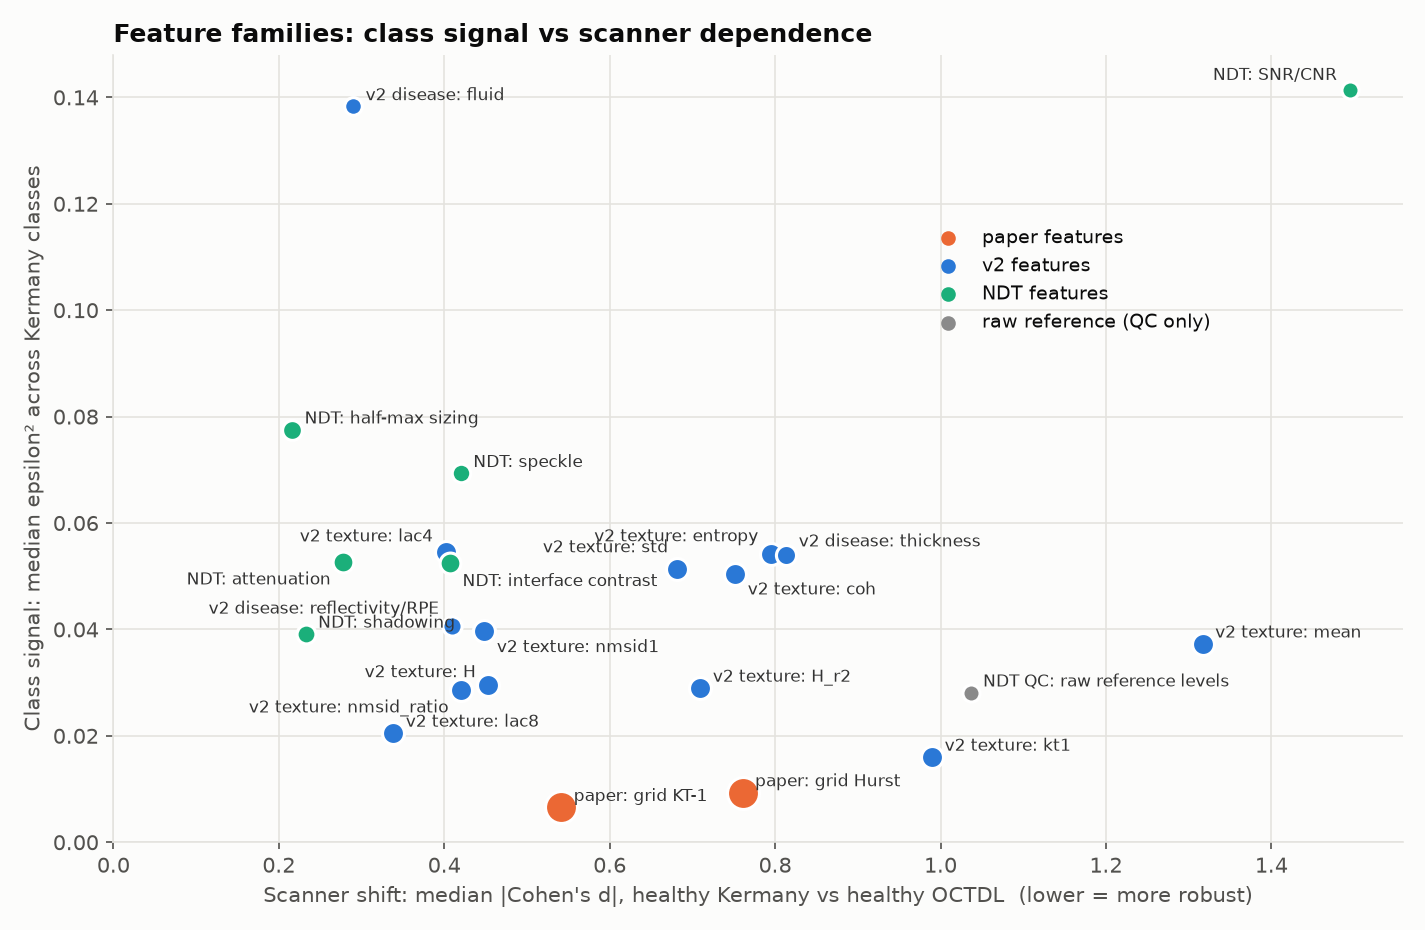 Feature families: class signal vs scanner dependence
NDT: SNR/CNR
v2 disease: fluid
0.14
0.12
paper features
v2 features
NDT features
raw reference (QC only)
0.10
0.08
NDT: half-max sizing
NDT: speckle
0.06
v2 texture: lac4
v2 texture: entropy
v2 texture: std
v2 disease: thickness
NDT: attenuation
NDT: interface contrast
v2 texture: coh
v2 disease: reflectivity/RPE
NDT: shadowing
0.04
v2 texture: mean
v2 texture: nmsid1
v2 texture: H
v2 texture: H_r2
NDT QC: raw reference levels
v2 texture: nmsid_ratio
v2 texture: lac8
0.02
v2 texture: kt1
paper: grid Hurst
paper: grid KT-1
0.00
Class signal: median epsilon² across Kermany classes
0.0 0.2 0.4 0.6 0.8 1.0 1.2 1.4
Scanner shift: median |Cohen's d|, healthy Kermany vs healthy OCTDL (lower = more robust)